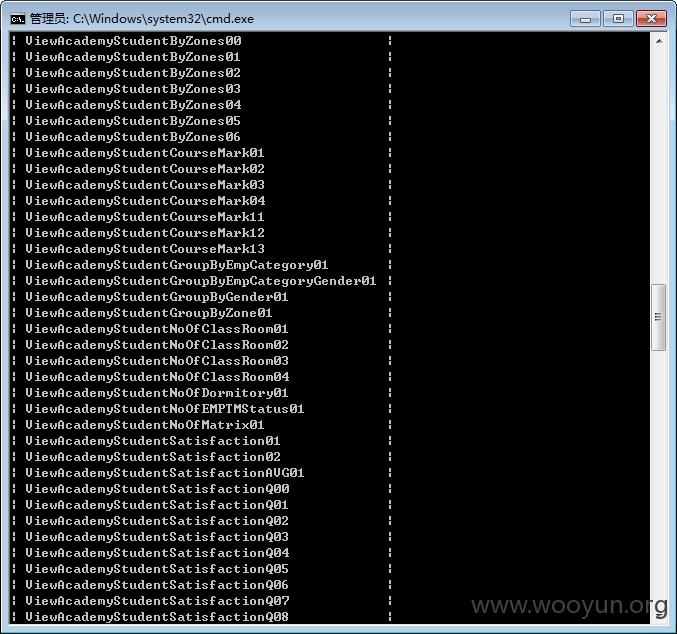 管理员: C:\Windows\system32\cmd.exe
¦ ViewAcademyStudentByZones00 ¦
¦ ViewAcademyStudentByZones01 ¦
¦ ViewAcademyStudentByZones02 ¦
¦ ViewAcademyStudentByZones03 ¦
¦ ViewAcademyStudentByZones04 ¦
¦ ViewAcademyStudentByZones05 ¦
¦ ViewAcademyStudentByZones06 ¦
¦ ViewAcademyStudentCourseMark01 ¦
¦ ViewAcademyStudentCourseMark02 ¦
¦ ViewAcademyStudentCourseMark03 ¦
¦ ViewAcademyStudentCourseMark04 ¦
¦ ViewAcademyStudentCourseMark11 ¦
¦ ViewAcademyStudentCourseMark12 ¦
¦ ViewAcademyStudentCourseMark13 ¦
¦ ViewAcademyStudentGroupByEmpCategory01 ¦
¦ ViewAcademyStudentGroupByEmpCategoryGender01 ¦
¦ ViewAcademyStudentGroupByGender01 ¦
¦ ViewAcademyStudentGroupByZone01 ¦
¦ ViewAcademyStudentNoOfClassRoom01 ¦
¦ ViewAcademyStudentNoOfClassRoom02 ¦
¦ ViewAcademyStudentNoOfClassRoom03 ¦
¦ ViewAcademyStudentNoOfClassRoom04 ¦
¦ ViewAcademyStudentNoOfDormitory01 ¦
¦ ViewAcademyStudentNoOfEMPTMStatus01 ¦
¦ ViewAcademyStudentNoOfMatrix01 ¦
¦ ViewAcademyStudentSatisfaction01 ¦
¦ ViewAcademyStudentSatisfaction02 ¦
¦ ViewAcademyStudentSatisfactionAVG01 ¦
¦ ViewAcademyStudentSatisfactionQ00 ¦
¦ ViewAcademyStudentSatisfactionQ01 ¦
¦ ViewAcademyStudentSatisfactionQ02 ¦
¦ ViewAcademyStudentSatisfactionQ03 ¦
¦ ViewAcademyStudentSatisfactionQ04 ¦
¦ ViewAcademyStudentSatisfactionQ05 ¦
¦ ViewAcademyStudentSatisfactionQ06 ¦
¦ ViewAcademyStudentSatisfactionQ07 ¦
¦ ViewAcademyStudentSatisfactionQ08 ¦
www.wooyun.org